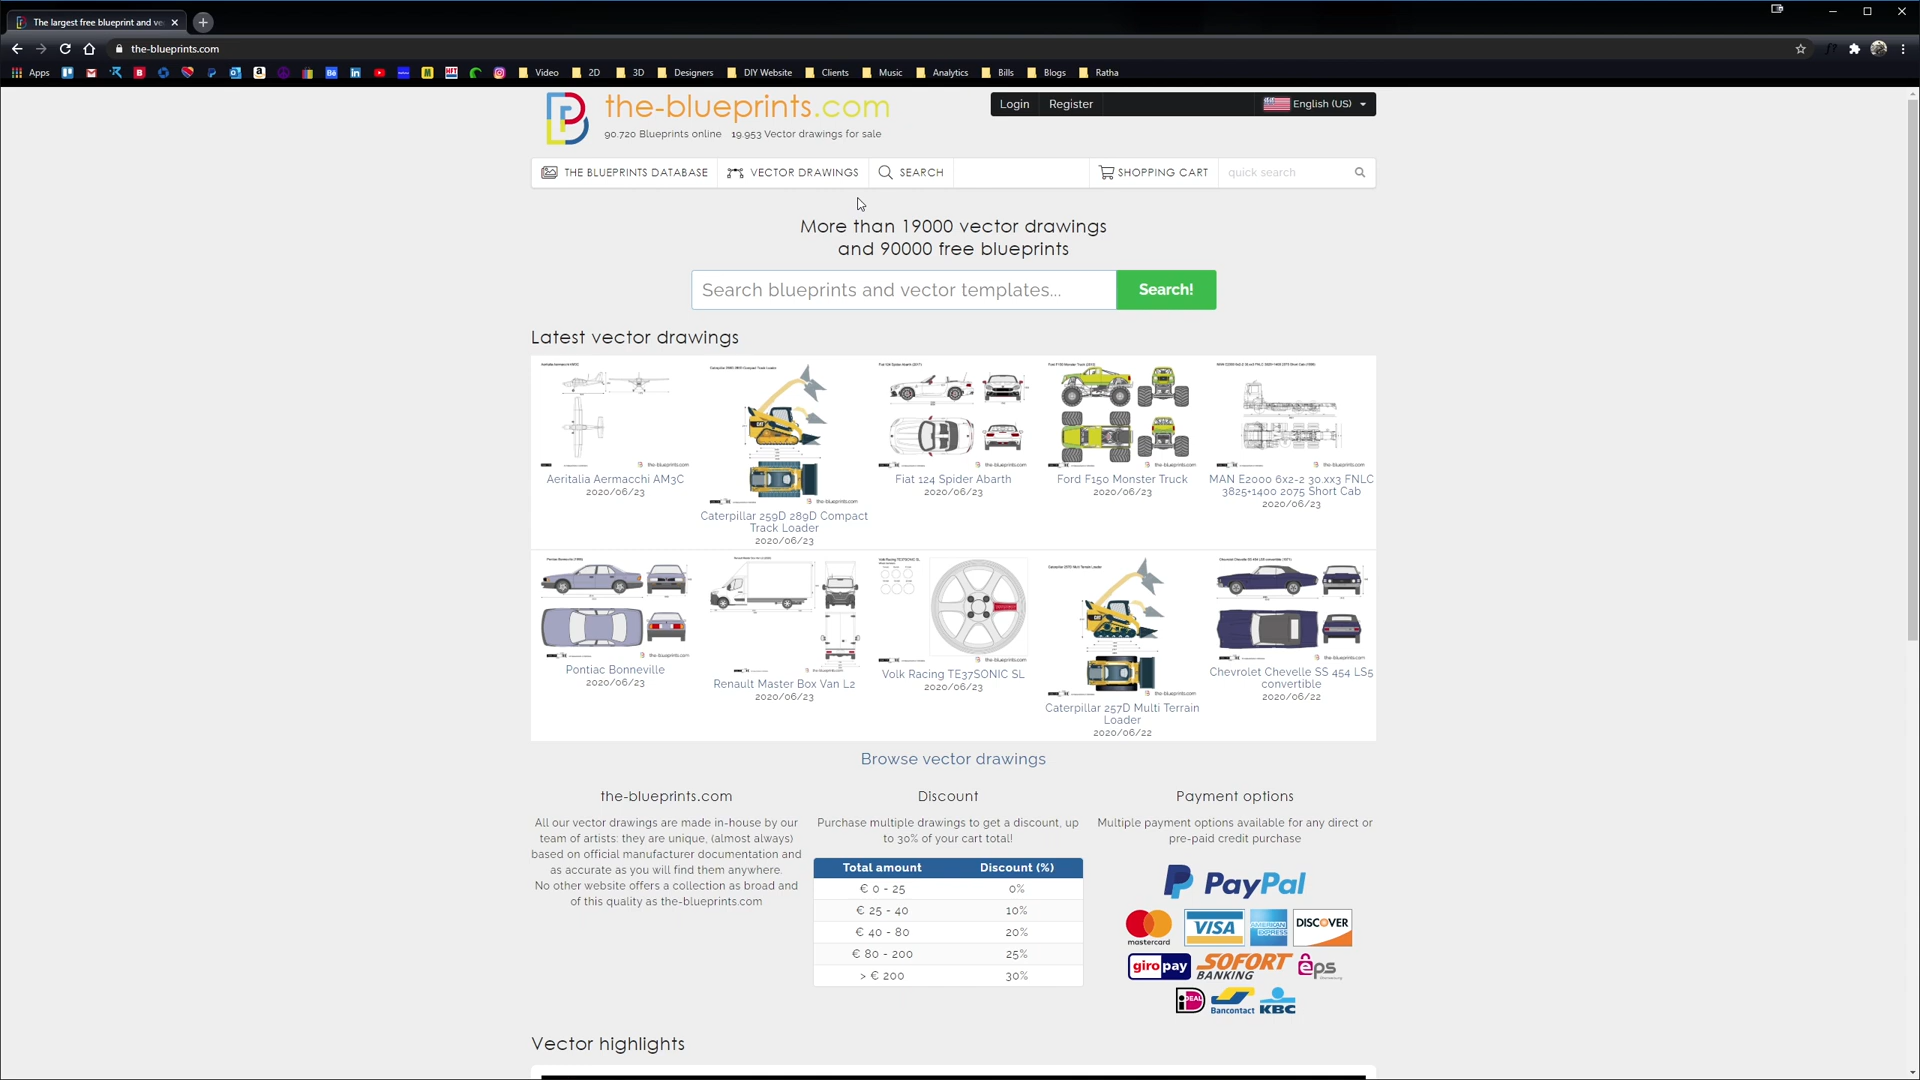 The largest free blueprint and ve
the-blueprints.com
Apps
Video
2D
3D
Designers
DIY Website
Clients
Music
Analytics
Bills
Blogs
Ratha
the-blueprints.com
90.720 Blueprints online 19.953 Vector drawings for sale
Login Register English (US)
THE BLUEPRINTS DATABASE VECTOR DRAWINGS SEARCH SHOPPING CART quick search
More than 19000 vector drawings
and 90000 free blueprints
Search blueprints and vector templates... Search!
Latest vector drawings
Aeritalia Aermacchi AM3C
2020/06/23
Caterpillar 259D 289D Compact
Track Loader
2020/06/23
Fiat 124 Spider Abarth
2020/06/23
Ford F150 Monster Truck
2020/06/23
MAN E2000 6x2-2 30.xx3 FNLC
3825+1400 2075 Short Cab
2020/06/23
Pontiac Bonneville
2020/06/23
Renault Master Box Van L2
2020/06/23
Volk Racing TE37SONIC SL
2020/06/23
Caterpillar 257D Multi Terrain
Loader
2020/06/22
Chevrolet Chevelle SS 454 LS5
convertible
2020/06/22
Browse vector drawings
the-blueprints.com
All our vector drawings are made in-house by our
team of artists: they are unique, (almost always)
based on official manufacturer documentation and
as accurate as you will find them anywhere.
No other website offers a collection as broad and
of this quality as the-blueprints.com
Discount
Purchase multiple drawings to get a discount, up
to 30% of your cart total!
Total amount Discount (%)
€ 0 - 25 0%
€ 25 - 40 10%
€ 40 - 80 20%
€ 80 - 200 25%
> € 200 30%
Payment options
Multiple payment options available for any direct or
pre-paid credit purchase
PayPal
mastercard VISA AMERICAN EXPRESS DISCOVER
giro pay SOFORT BANKING eps
iDEAL Bancontact KBC
Vector highlights